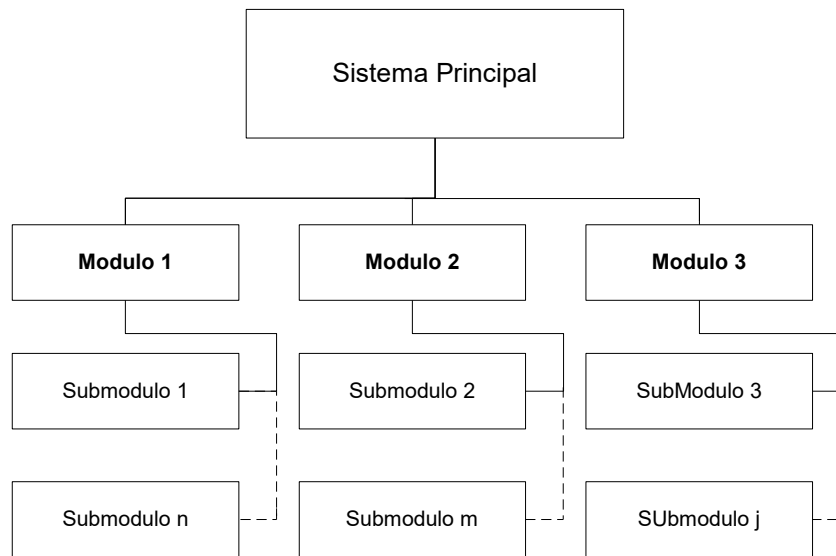 Sistema Principal
Modulo 1
Modulo 2
Modulo 3
Submodulo 1
Submodulo 2
SubModulo 3
Submodulo n
Submodulo m
SUbmodulo j